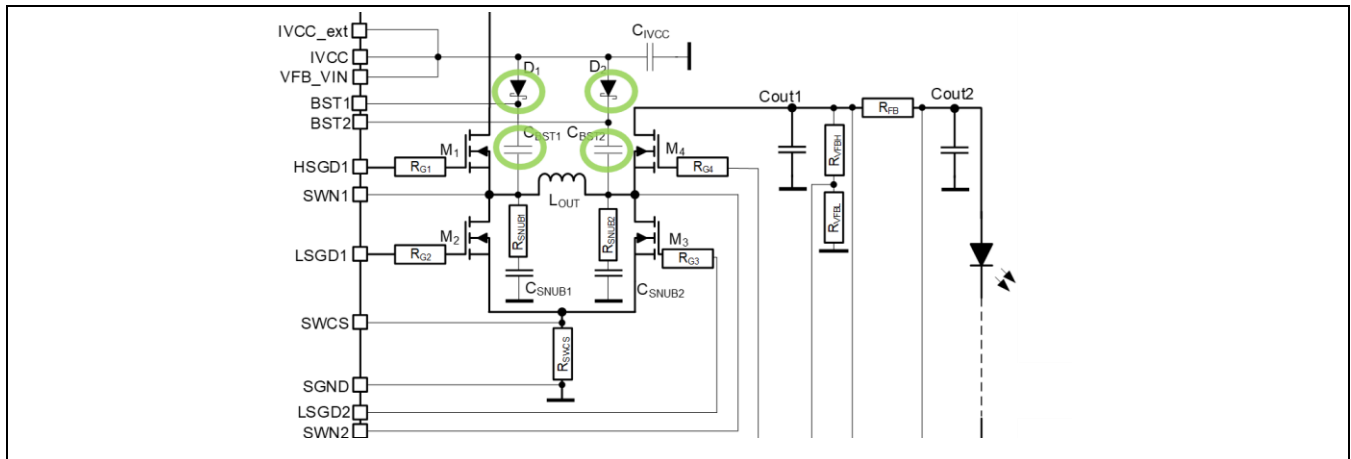 IVCC_ext
IVCC
VFB_VIN
BST1
BST2
HSGD1
SWN1
LSGD1
SWCS
SGND
LSGD2
SWN2
CIVCC
D1
D2
CBST1
CBST2
M1
M4
RG1
RG4
LOUT
RSNUB1
RSNUB2
M2
M3
RG2
RG3
CSNUB1
CSNUB2
RSWCS
Cout1
RFB
Cout2
RVFBH
RVFBL